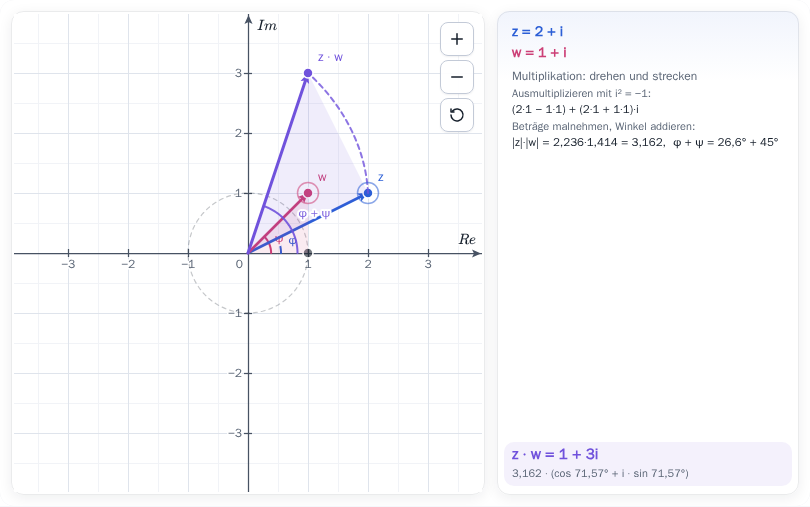 Im
z · w
3
2
w
z
1
φ + ψ
ψ
φ
Re
−3
−2
−1
0
1
2
3
−1
−2
−3
+
−
z = 2 + i
w = 1 + i
Multiplikation: drehen und strecken
Ausmultiplizieren mit i² = −1:
(2·1 − 1·1) + (2·1 + 1·1)·i
Beträge malnehmen, Winkel addieren:
|z|·|w| = 2,236·1,414 = 3,162, φ + ψ = 26,6° + 45°
z · w = 1 + 3i
3,162 · (cos 71,57° + i · sin 71,57°)